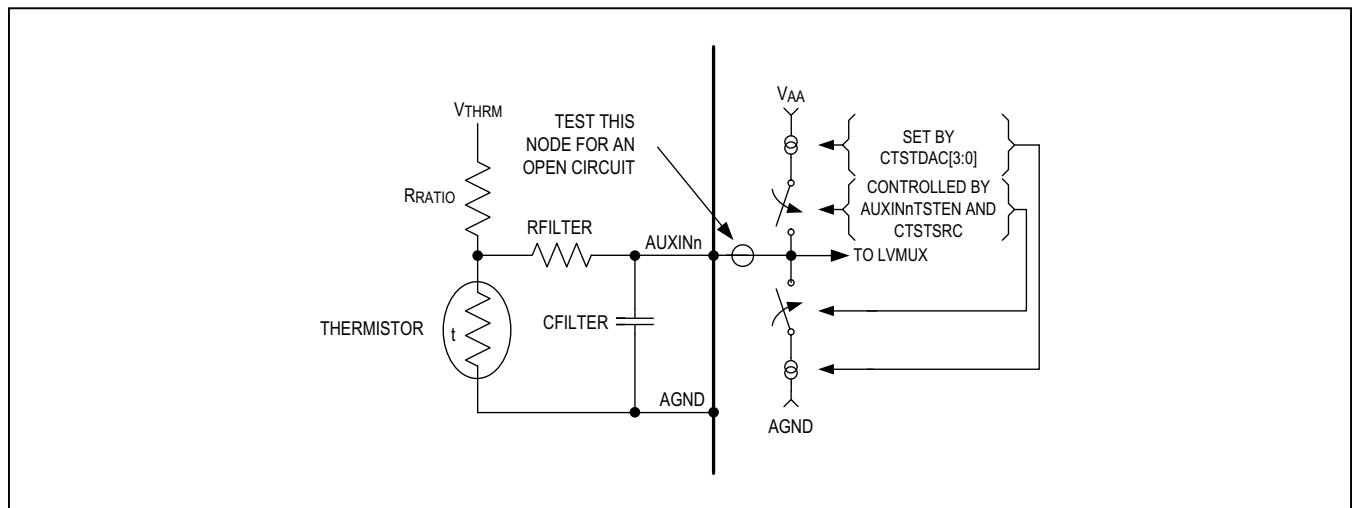 VTHRM
RRATIO
RFILTER
THERMISTOR
t
CFILTER
AUXINn
AGND
TEST THIS
NODE FOR AN
OPEN CIRCUIT
VAA
SET BY
CTSTDAC[3:0]
CONTROLLED BY
AUXINnTSTEN AND
CTSTSRC
TO LVMUX
AGND